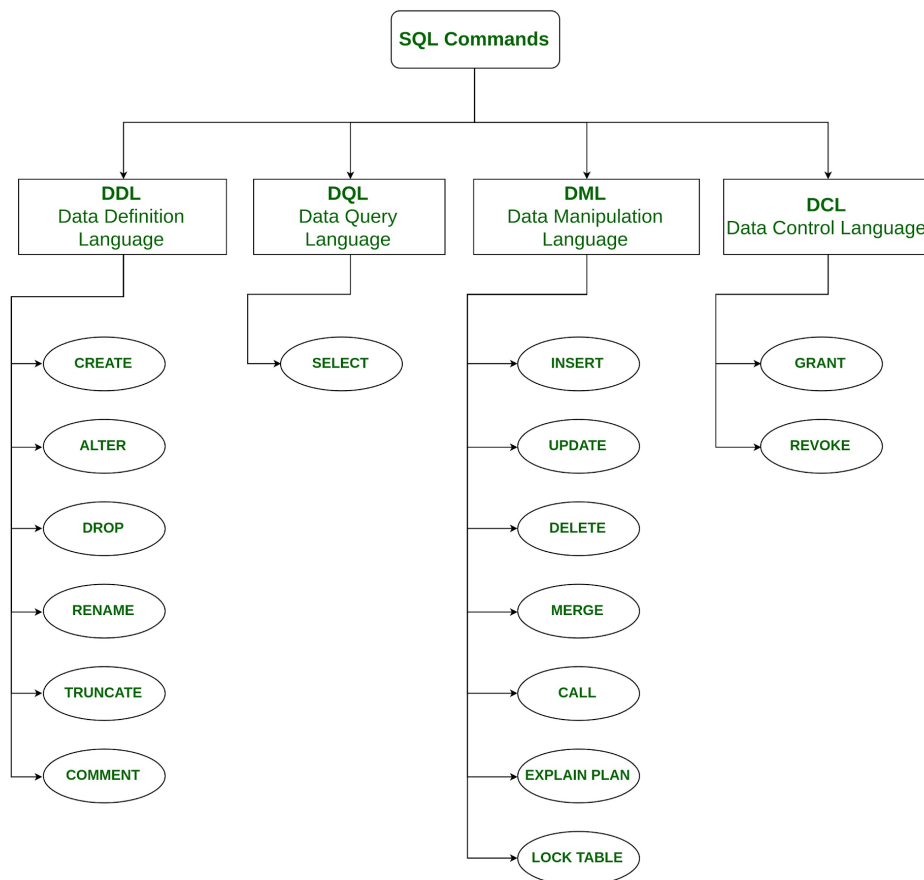 SQL Commands
DDL
Data Definition
Language
DQL
Data Query
Language
DML
Data Manipulation
Language
DCL
Data Control Language
CREATE
ALTER
DROP
RENAME
TRUNCATE
COMMENT
SELECT
INSERT
UPDATE
DELETE
MERGE
CALL
EXPLAIN PLAN
LOCK TABLE
GRANT
REVOKE